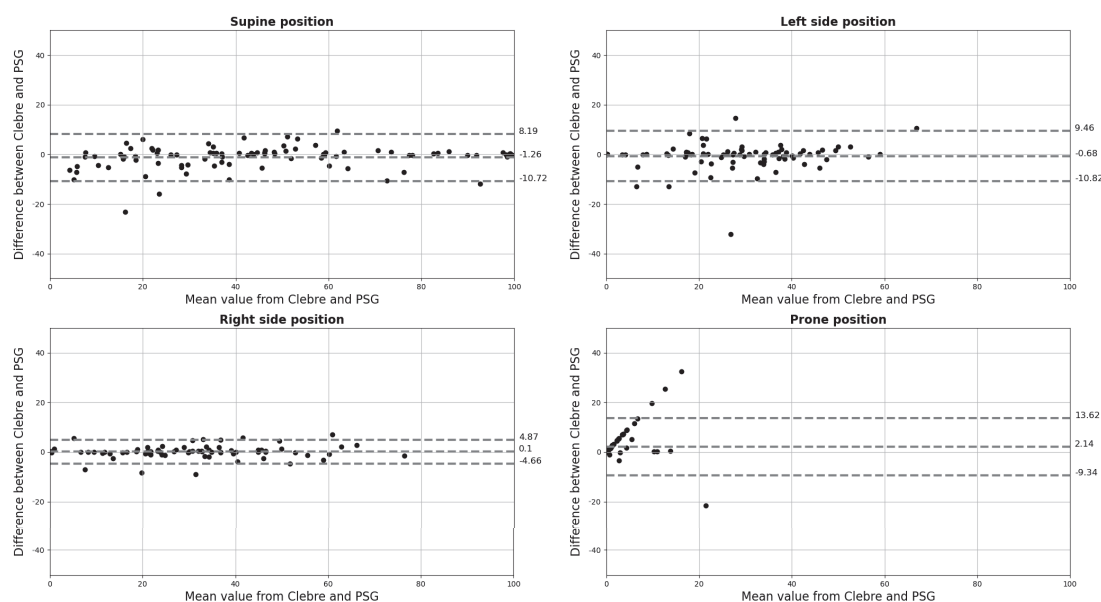 Supine position
Difference between Clebre and PSG
40
20
0
-20
-40
8.19
-1.26
-10.72
0 20 40 60 80 100
Mean value from Clebre and PSG
Left side position
Difference between Clebre and PSG
40
20
0
-20
-40
9.46
-0.68
-10.82
0 20 40 60 80 100
Mean value from Clebre and PSG
Right side position
Difference between Clebre and PSG
40
20
0
-20
-40
4.87
0.1
-4.66
0 20 40 60 80 100
Mean value from Clebre and PSG
Prone position
Difference between Clebre and PSG
40
20
0
-20
-40
13.62
2.14
-9.34
0 20 40 60 80 100
Mean value from Clebre and PSG